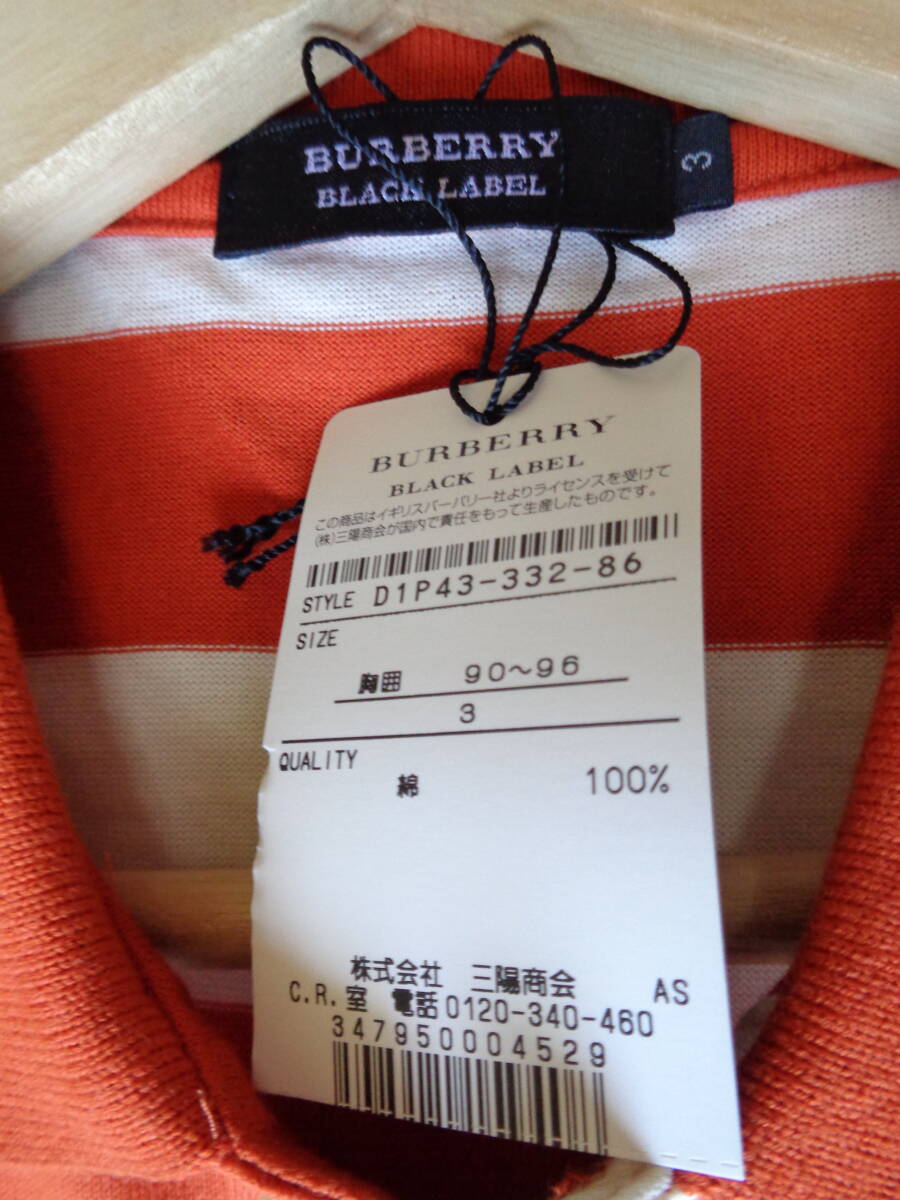 BURBERRY
BLACK LABEL
3
BURBERRY
BLACK LABEL
この商品はイギリスバーバリー社よりライセンスを受けて
(株)三陽商会が国内で責任をもって生産したものです。
STYLE D1P43-332-86
SIZE
胸囲 90～96
3
QUALITY
綿 100%
株式会社 三陽商会 AS
C.R.室 電話0120-340-460
347950004529